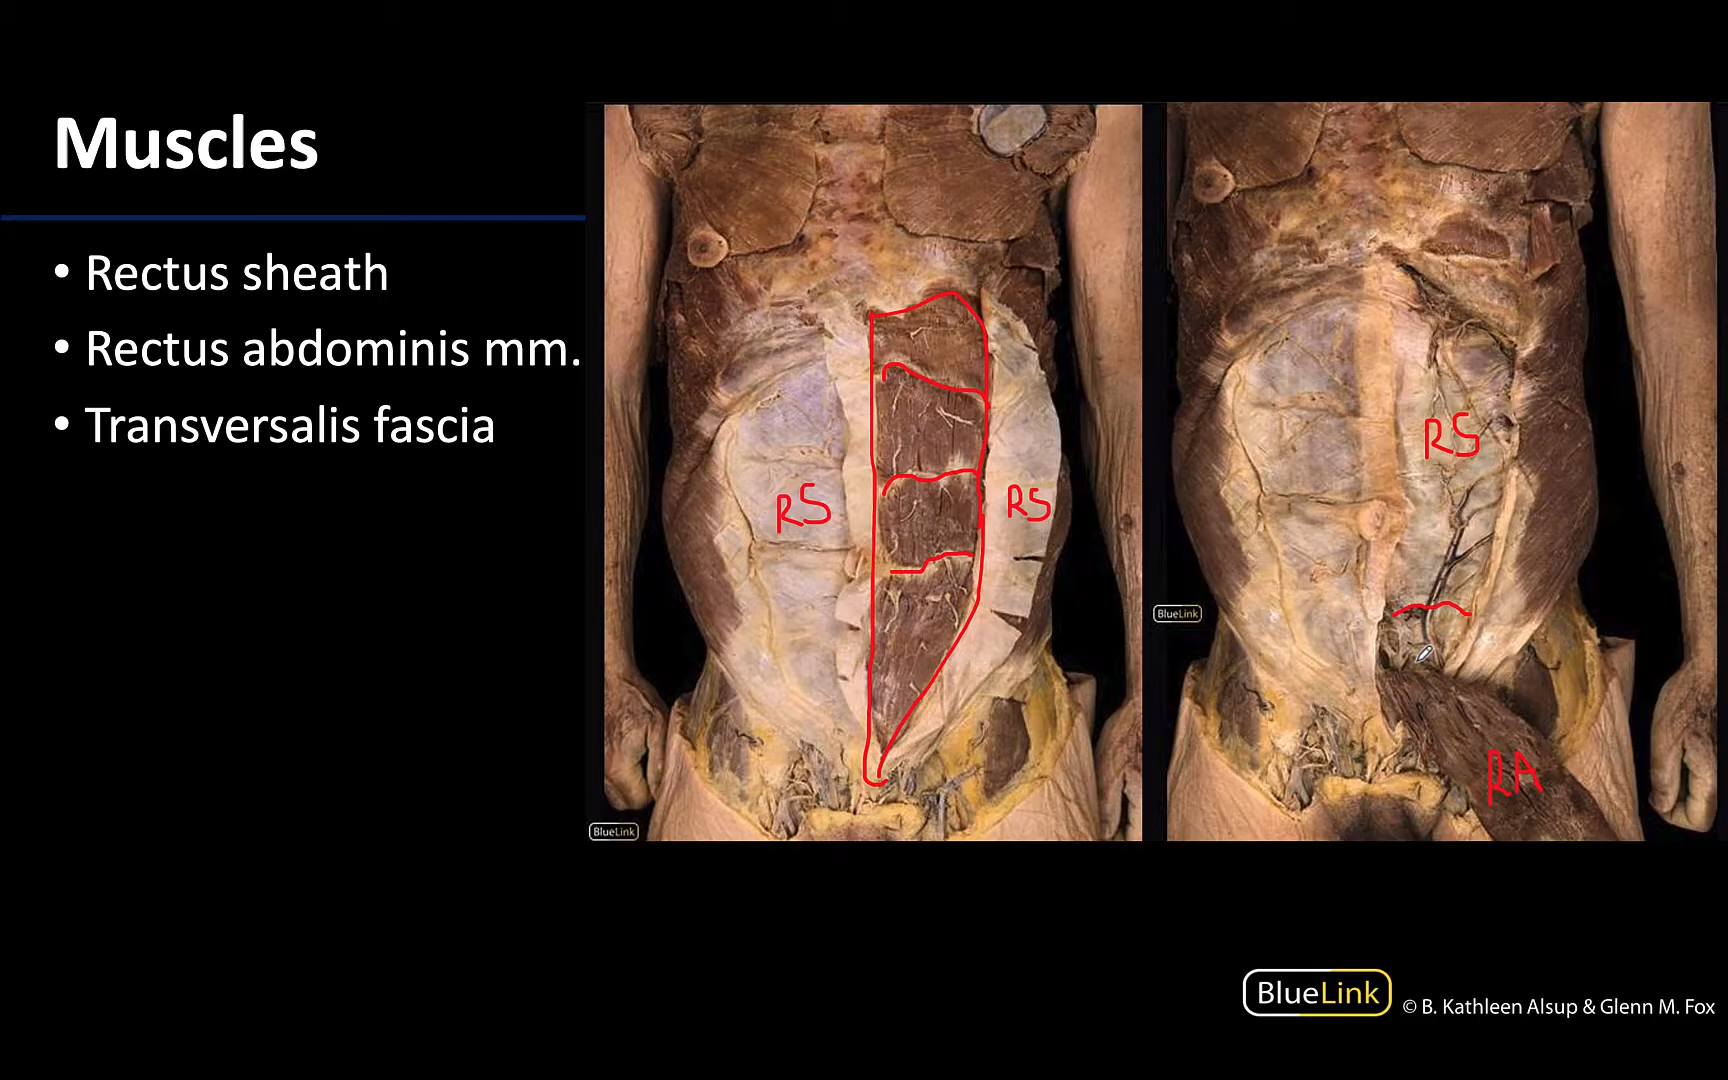 Muscles
• Rectus sheath
• Rectus abdominis mm.
• Transversalis fascia
RS
RS
RS
RA
BlueLink
BlueLink
BlueLink
© B. Kathleen Alsup & Glenn M. Fox